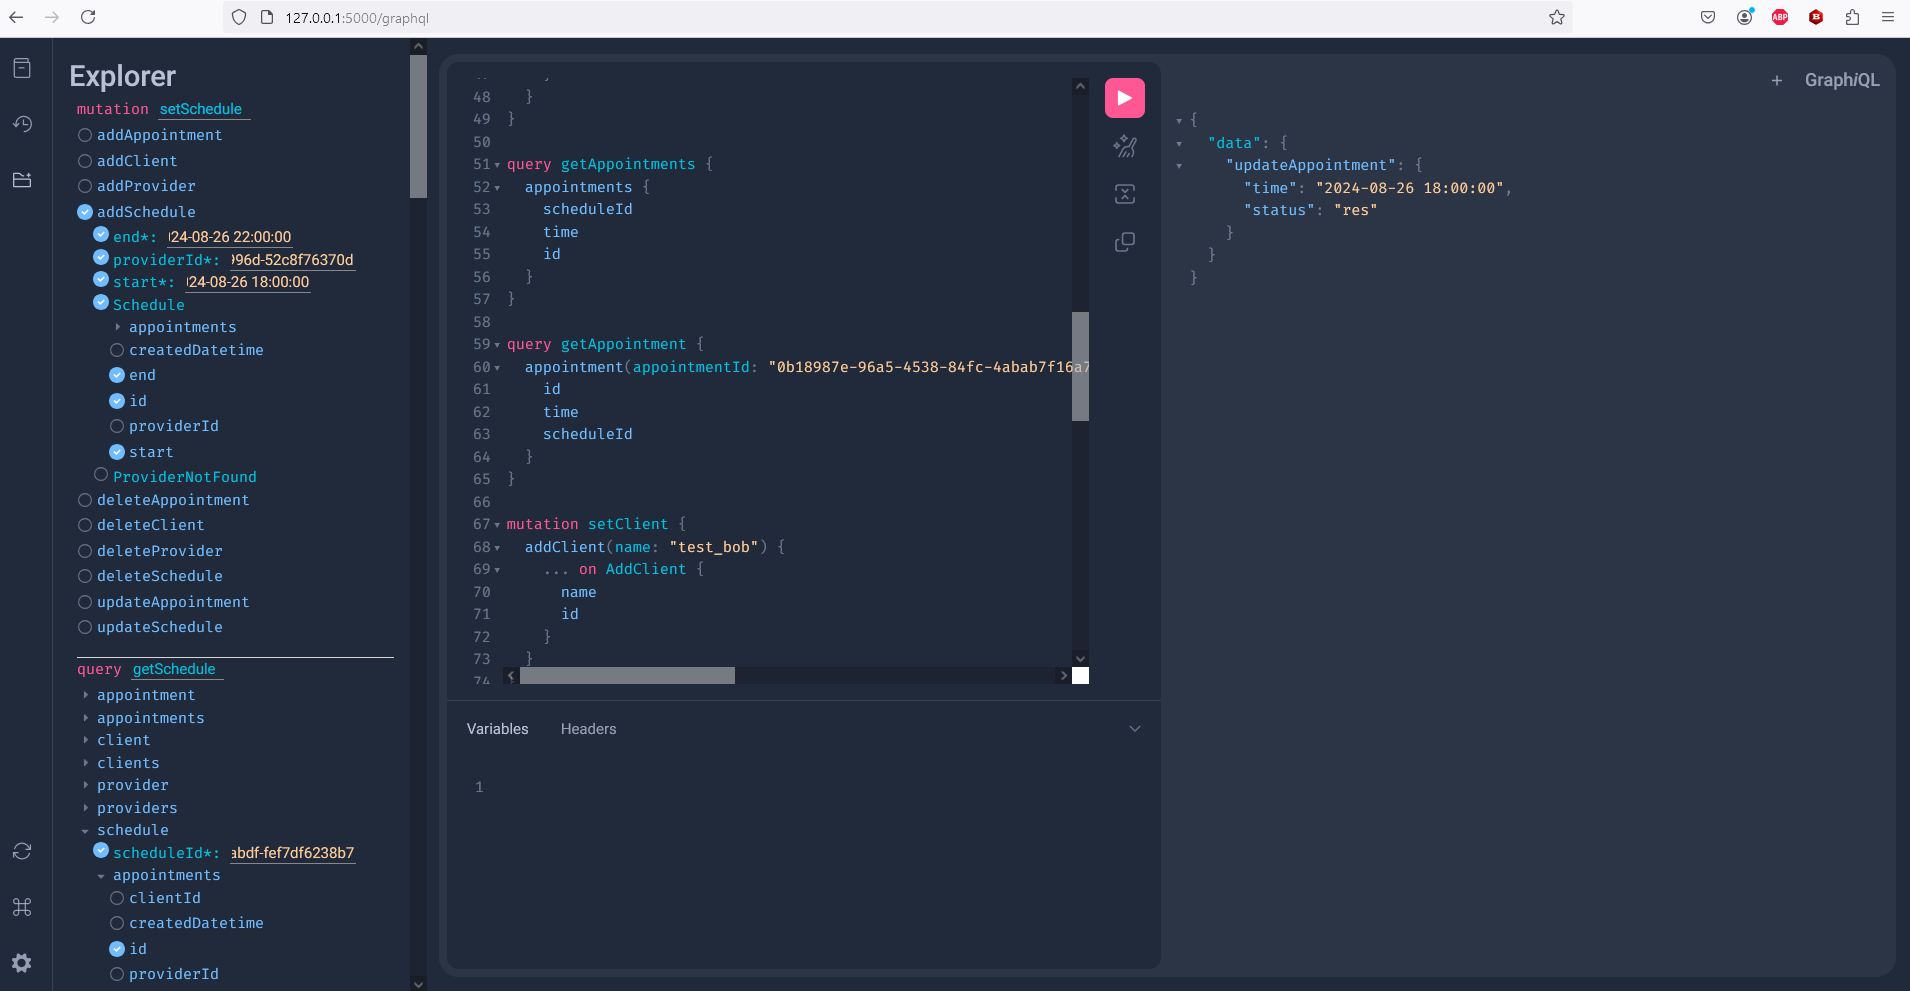 127.0.0.1:5000/graphql
ABP
B
Explorer
mutation setSchedule
addAppointment
addClient
addProvider
addSchedule
end*: 24-08-26 22:00:00
providerId*: 996d-52c8f76370d
start*: 24-08-26 18:00:00
Schedule
appointments
createdDatetime
end
id
providerId
start
ProviderNotFound
deleteAppointment
deleteClient
deleteProvider
deleteSchedule
updateAppointment
updateSchedule
query getSchedule
appointment
appointments
client
clients
provider
providers
schedule
scheduleId*: abdf-fef7df6238b7
appointments
clientId
createdDatetime
id
providerId
48 }
49 }
50
51 query getAppointments {
52 appointments {
53 scheduleId
54 time
55 id
56 }
57 }
58
59 query getAppointment {
60 appointment(appointmentId: "0b18987e-96a5-4538-84fc-4abab7f16a7
61 id
62 time
63 scheduleId
64 }
65 }
66
67 mutation setClient {
68 addClient(name: "test_bob") {
69 ... on AddClient {
70 name
71 id
72 }
73 }
74
Variables Headers
1
+ GraphiQL
{
"data": {
"updateAppointment": {
"time": "2024-08-26 18:00:00",
"status": "res"
}
}
}